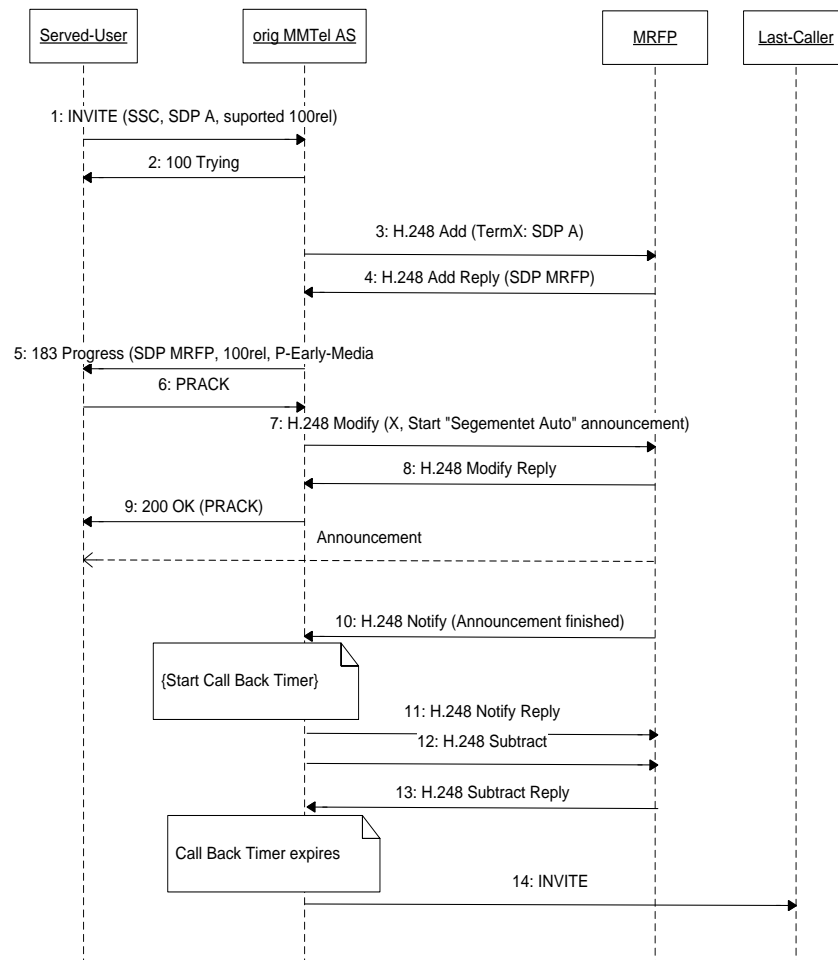 Served-User
orig MMTel AS
MRFP
Last-Caller
1: INVITE (SSC, SDP A, suported 100rel)
2: 100 Trying
3: H.248 Add (TermX: SDP A)
4: H.248 Add Reply (SDP MRFP)
5: 183 Progress (SDP MRFP, 100rel, P-Early-Media
6: PRACK
7: H.248 Modify (X, Start "Segementet Auto" announcement)
8: H.248 Modify Reply
9: 200 OK (PRACK)
Announcement
10: H.248 Notify (Announcement finished)
{Start Call Back Timer}
11: H.248 Notify Reply
12: H.248 Subtract
13: H.248 Subtract Reply
Call Back Timer expires
14: INVITE